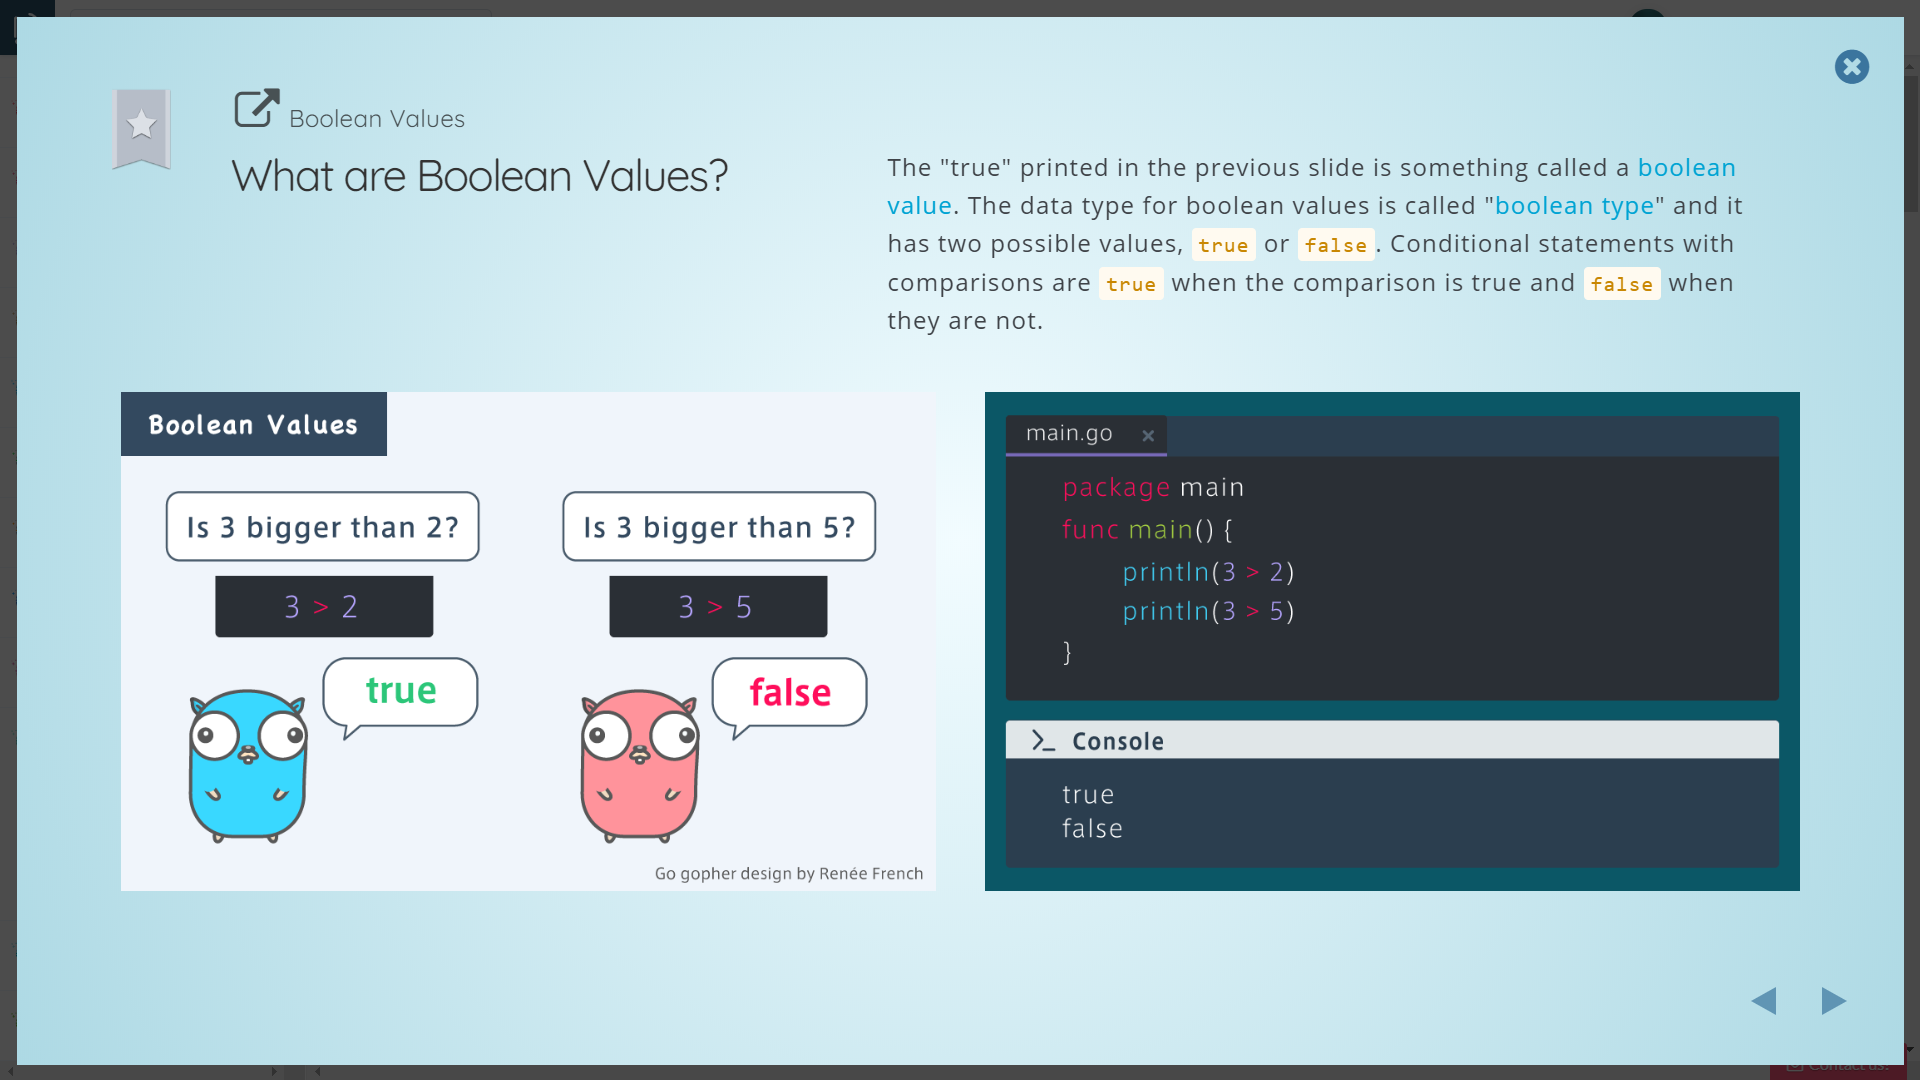 Boolean Values
What are Boolean Values?
The "true" printed in the previous slide is something called a boolean
value. The data type for boolean values is called "boolean type" and it
has two possible values, true or false. Conditional statements with
comparisons are true when the comparison is true and false when
they are not.
Boolean Values
Is 3 bigger than 2?
Is 3 bigger than 5?
3 > 2
3 > 5
true
false
Go gopher design by Renée French
main.go
package main
func main() {
println(3 > 2)
println(3 > 5)
}
Console
true
false
Contact us!